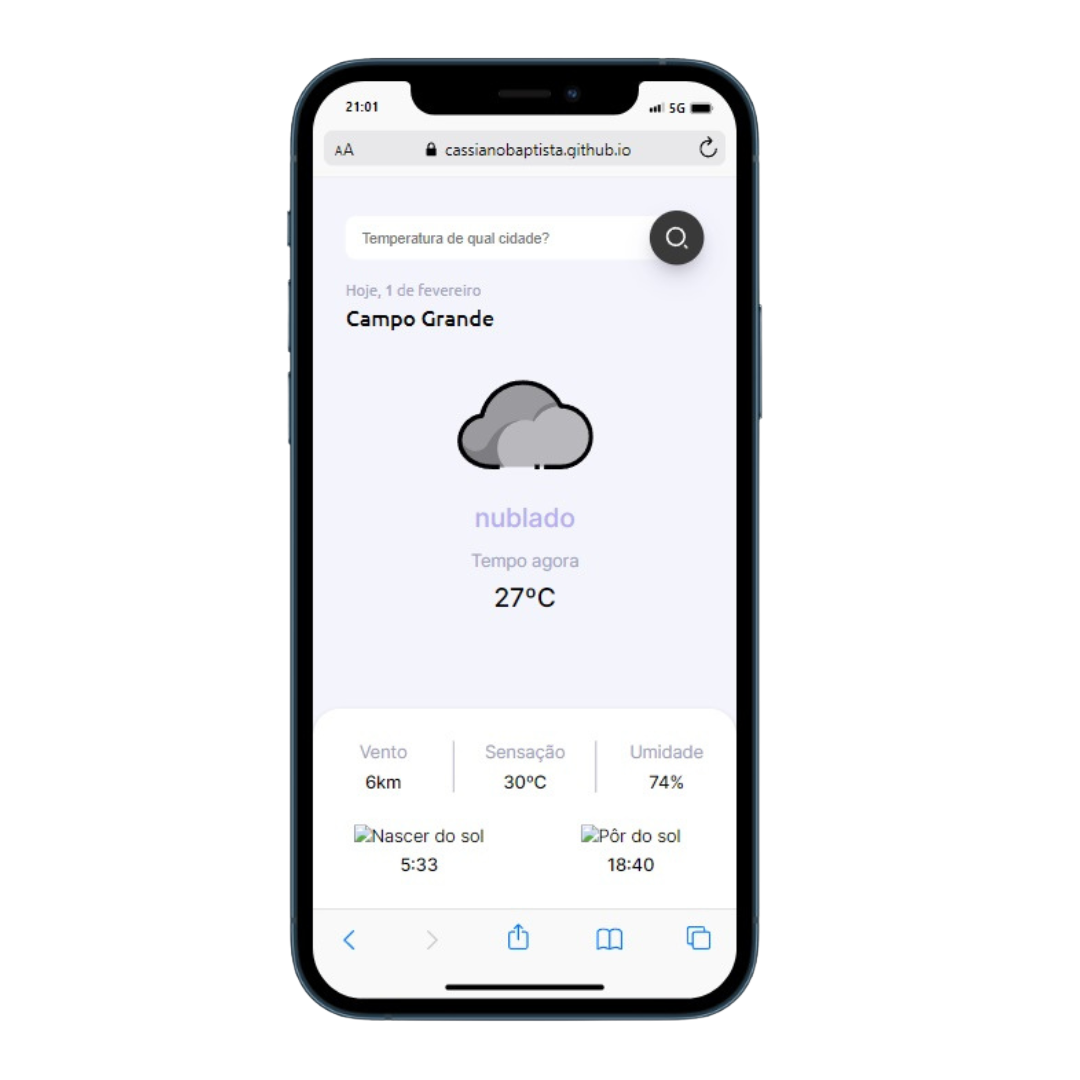 21:01 5G
AA cassianobaptista.github.io
Temperatura de qual cidade?
Hoje, 1 de fevereiro
Campo Grande
nublado
Tempo agora
27ºC
Vento Sensação Umidade
6km 30ºC 74%
Nascer do sol Pôr do sol
5:33 18:40